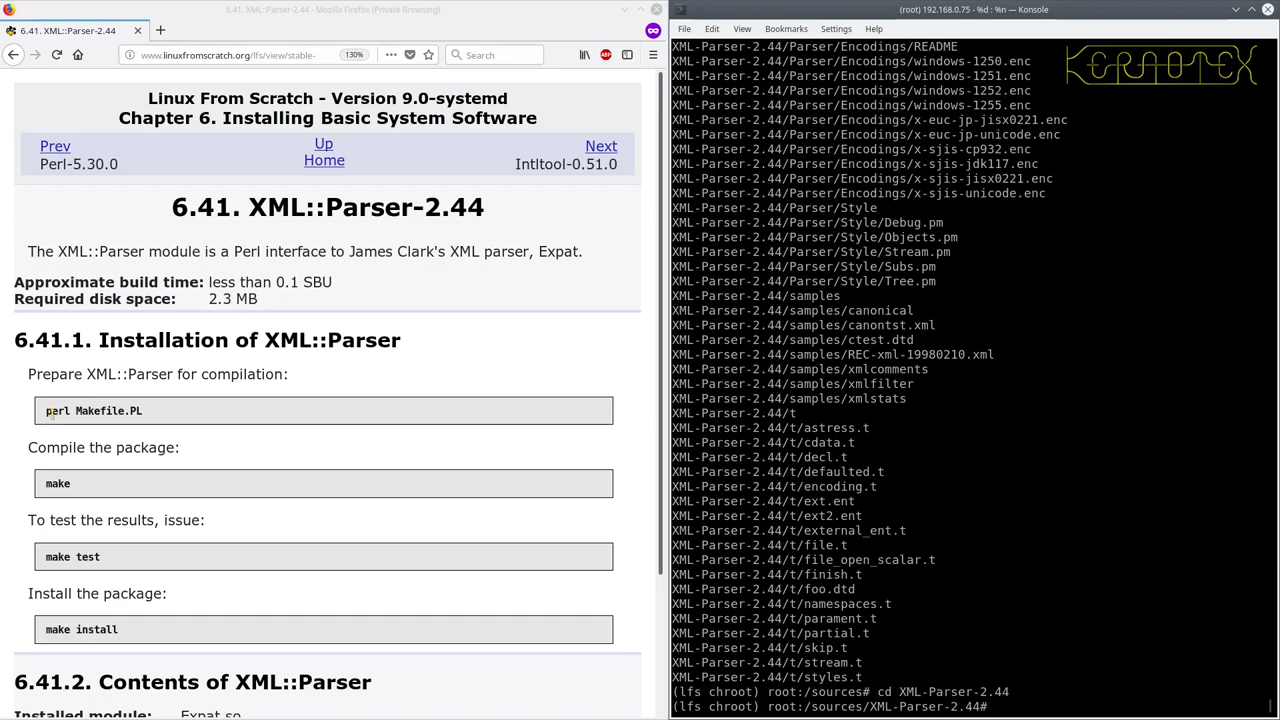 6.41. XML::Parser-2.44 - Mozilla Firefox (Private Browsing)
6.41. XML::Parser-2.44
www.linuxfromscratch.org/lfs/view/stable-
130%
Search
ABP
Linux From Scratch - Version 9.0-systemd
Chapter 6. Installing Basic System Software
Prev
Up
Next
Perl-5.30.0
Home
Intltool-0.51.0
6.41. XML::Parser-2.44
The XML::Parser module is a Perl interface to James Clark's XML parser, Expat.
Approximate build time: less than 0.1 SBU
Required disk space: 2.3 MB
6.41.1. Installation of XML::Parser
Prepare XML::Parser for compilation:
perl Makefile.PL
Compile the package:
make
To test the results, issue:
make test
Install the package:
make install
6.41.2. Contents of XML::Parser
Installed module: Expat.so
(root) 192.168.0.75 - %d : %n — Konsole
File Edit View Bookmarks Settings Help
KERAOTEX
XML-Parser-2.44/Parser/Encodings/README
XML-Parser-2.44/Parser/Encodings/windows-1250.enc
XML-Parser-2.44/Parser/Encodings/windows-1251.enc
XML-Parser-2.44/Parser/Encodings/windows-1252.enc
XML-Parser-2.44/Parser/Encodings/windows-1255.enc
XML-Parser-2.44/Parser/Encodings/x-euc-jp-jisx0221.enc
XML-Parser-2.44/Parser/Encodings/x-euc-jp-unicode.enc
XML-Parser-2.44/Parser/Encodings/x-sjis-cp932.enc
XML-Parser-2.44/Parser/Encodings/x-sjis-jdk117.enc
XML-Parser-2.44/Parser/Encodings/x-sjis-jisx0221.enc
XML-Parser-2.44/Parser/Encodings/x-sjis-unicode.enc
XML-Parser-2.44/Parser/Style
XML-Parser-2.44/Parser/Style/Debug.pm
XML-Parser-2.44/Parser/Style/Objects.pm
XML-Parser-2.44/Parser/Style/Stream.pm
XML-Parser-2.44/Parser/Style/Subs.pm
XML-Parser-2.44/Parser/Style/Tree.pm
XML-Parser-2.44/samples
XML-Parser-2.44/samples/canonical
XML-Parser-2.44/samples/canontst.xml
XML-Parser-2.44/samples/ctest.dtd
XML-Parser-2.44/samples/REC-xml-19980210.xml
XML-Parser-2.44/samples/xmlcomments
XML-Parser-2.44/samples/xmlfilter
XML-Parser-2.44/samples/xmlstats
XML-Parser-2.44/t
XML-Parser-2.44/t/astress.t
XML-Parser-2.44/t/cdata.t
XML-Parser-2.44/t/decl.t
XML-Parser-2.44/t/defaulted.t
XML-Parser-2.44/t/encoding.t
XML-Parser-2.44/t/ext.ent
XML-Parser-2.44/t/ext2.ent
XML-Parser-2.44/t/external_ent.t
XML-Parser-2.44/t/file.t
XML-Parser-2.44/t/file_open_scalar.t
XML-Parser-2.44/t/finish.t
XML-Parser-2.44/t/foo.dtd
XML-Parser-2.44/t/namespaces.t
XML-Parser-2.44/t/parament.t
XML-Parser-2.44/t/partial.t
XML-Parser-2.44/t/skip.t
XML-Parser-2.44/t/stream.t
XML-Parser-2.44/t/styles.t
(lfs chroot) root:/sources# cd XML-Parser-2.44
(lfs chroot) root:/sources/XML-Parser-2.44#